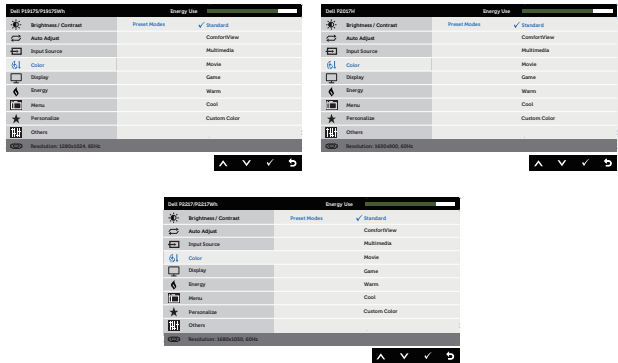 Dell P1917S/P1917SWh Energy Use
Brightness / Contrast Preset Modes ✓ Standard
Auto Adjust ComfortView
Input Source Multimedia
Color Movie
Display Game
Energy Warm
Menu Cool
Personalize Custom Color
Others
Resolution: 1280x1024, 60Hz
Dell P2017H Energy Use
Brightness / Contrast Preset Modes ✓ Standard
Auto Adjust ComfortView
Input Source Multimedia
Color Movie
Display Game
Energy Warm
Menu Cool
Personalize Custom Color
Others
Resolution: 1600x900, 60Hz
Dell P2217/P2217Wh Energy Use
Brightness / Contrast Preset Modes ✓ Standard
Auto Adjust ComfortView
Input Source Multimedia
Color Movie
Display Game
Energy Warm
Menu Cool
Personalize Custom Color
Others
Resolution: 1680x1050, 60Hz